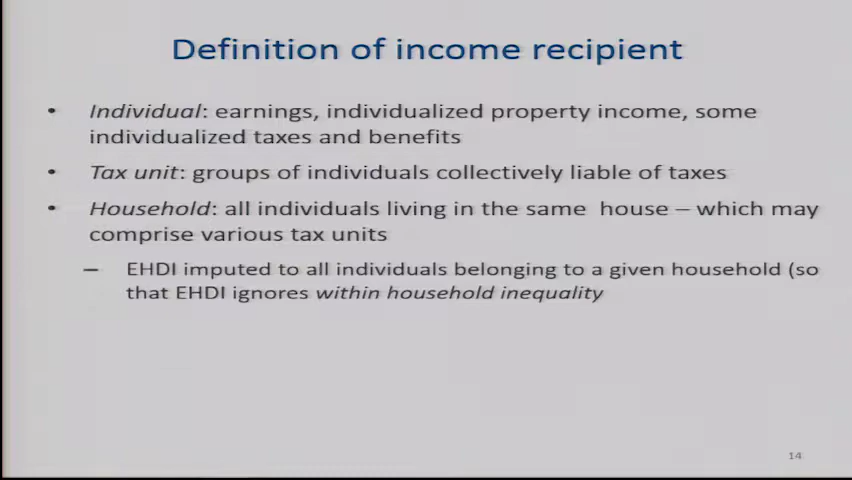 Definition of income recipient
• Individual: earnings, individualized property income, some
individualized taxes and benefits
• Tax unit: groups of individuals collectively liable of taxes
• Household: all individuals living in the same house – which may
comprise various tax units
– EHDI imputed to all individuals belonging to a given household (so
that EHDI ignores within household inequality
14